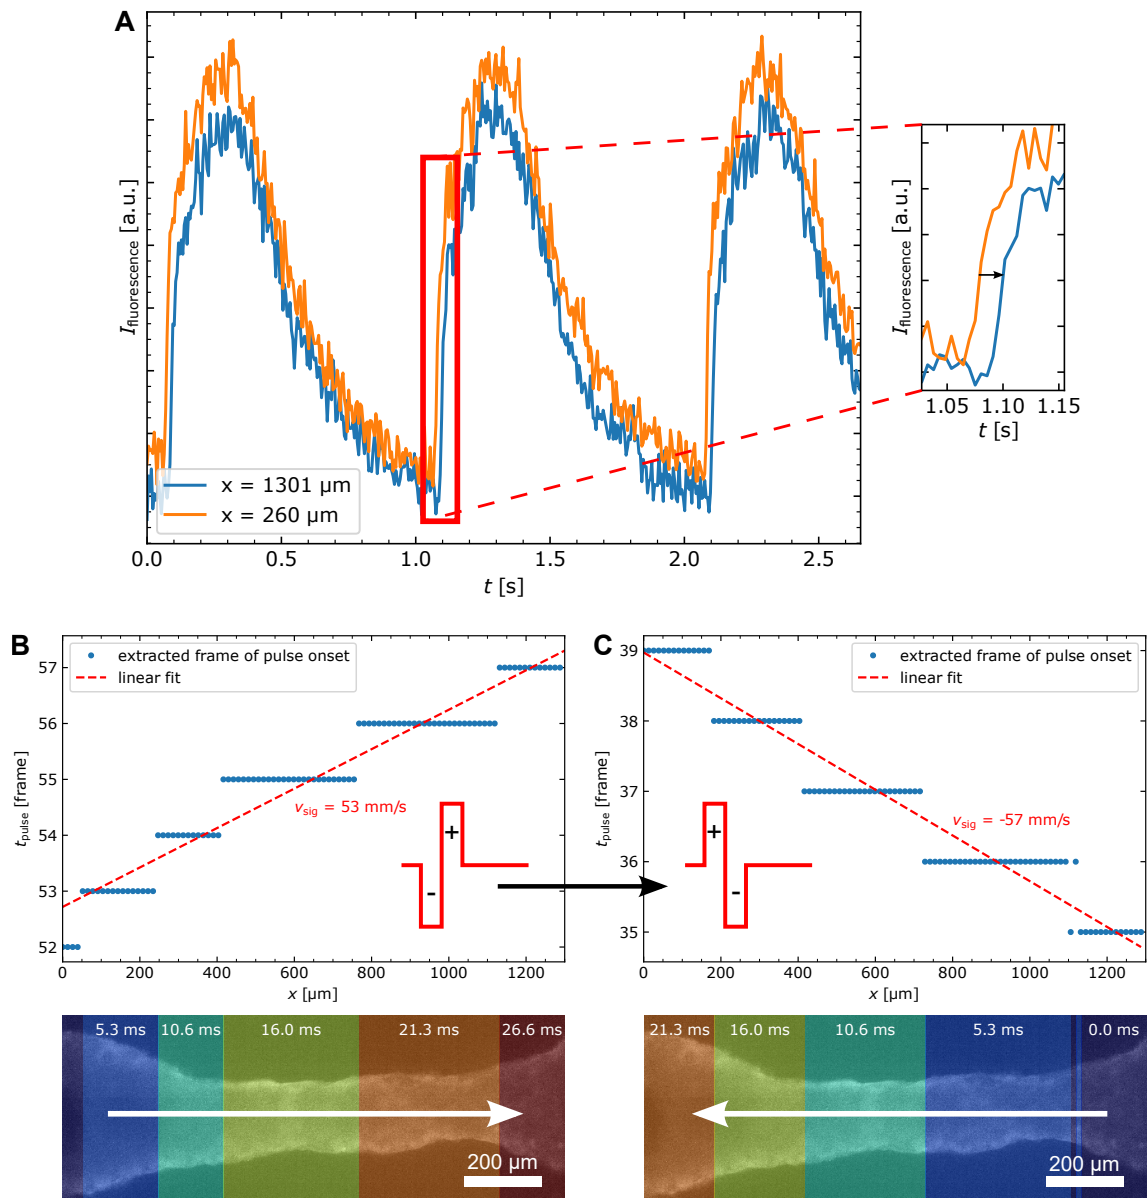 A
I_fluorescence [a.u.]
x = 1301 µm
x = 260 µm
0.0 0.5 1.0 1.5 2.0 2.5
t [s]
I_fluorescence [a.u.]
1.05 1.10 1.15
t [s]
B
extracted frame of pulse onset
linear fit
57
56
55
54
53
52
t_pulse [frame]
v_sig = 53 mm/s
+
-
0 200 400 600 800 1000 1200
x [µm]
C
extracted frame of pulse onset
linear fit
39
38
37
36
35
t_pulse [frame]
v_sig = -57 mm/s
+
-
0 200 400 600 800 1000 1200
x [µm]
5.3 ms 10.6 ms 16.0 ms 21.3 ms 26.6 ms
200 µm
21.3 ms 16.0 ms 10.6 ms 5.3 ms 0.0 ms
200 µm